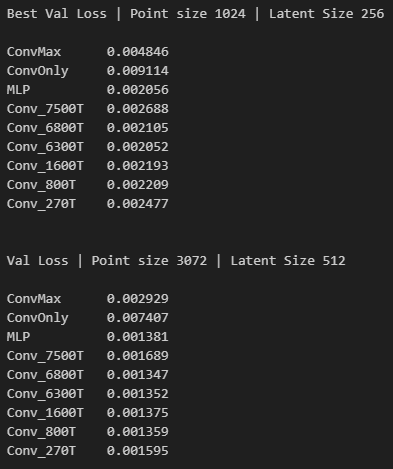 Best Val Loss | Point size 1024 | Latent Size 256
ConvMax 0.004846
ConvOnly 0.009114
MLP 0.002056
Conv_7500T 0.002688
Conv_6800T 0.002105
Conv_6300T 0.002052
Conv_1600T 0.002193
Conv_800T 0.002209
Conv_270T 0.002477
Val Loss | Point size 3072 | Latent Size 512
ConvMax 0.002929
ConvOnly 0.007407
MLP 0.001381
Conv_7500T 0.001689
Conv_6800T 0.001347
Conv_6300T 0.001352
Conv_1600T 0.001375
Conv_800T 0.001359
Conv_270T 0.001595